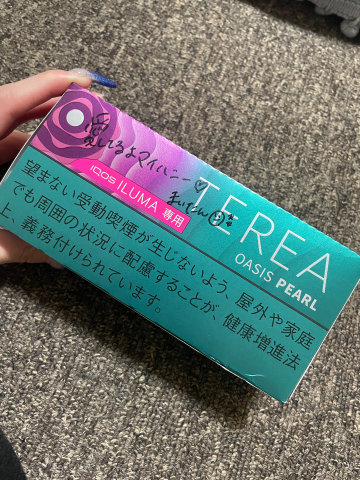 愛してるよマイハニー♡
IQOS ILUMA 専用
TEREA
OASIS PEARL
望まない受動喫煙が生じないよう、屋外や家庭
でも周囲の状況に配慮することが、健康増進法
上、義務付けられています。